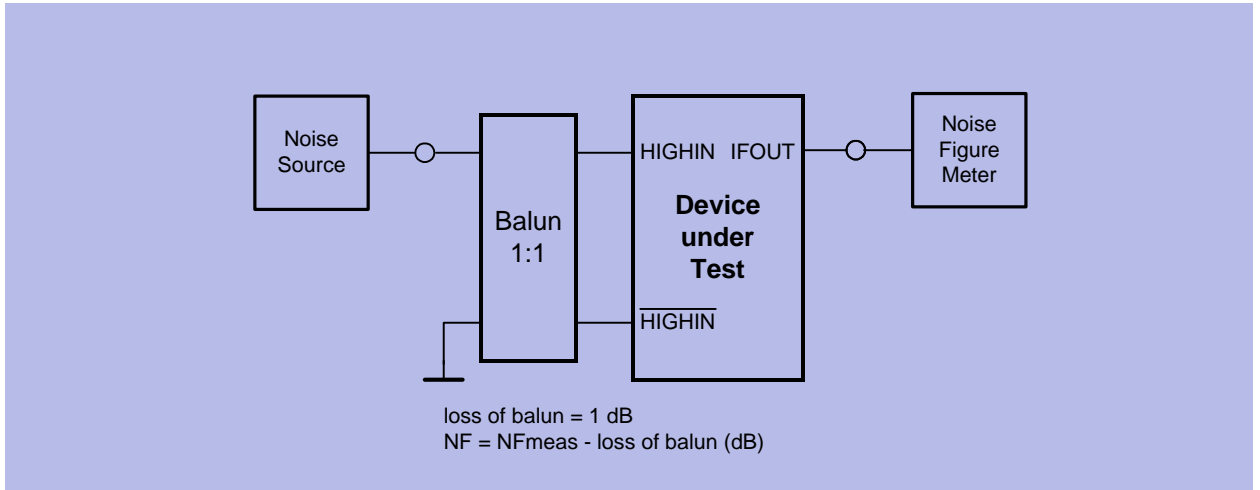 Noise
Source
Balun
1:1
HIGHIN IFOUT
Device
under
Test
HIGHIN
Noise
Figure
Meter
loss of balun = 1 dB
NF = NFmeas - loss of balun (dB)